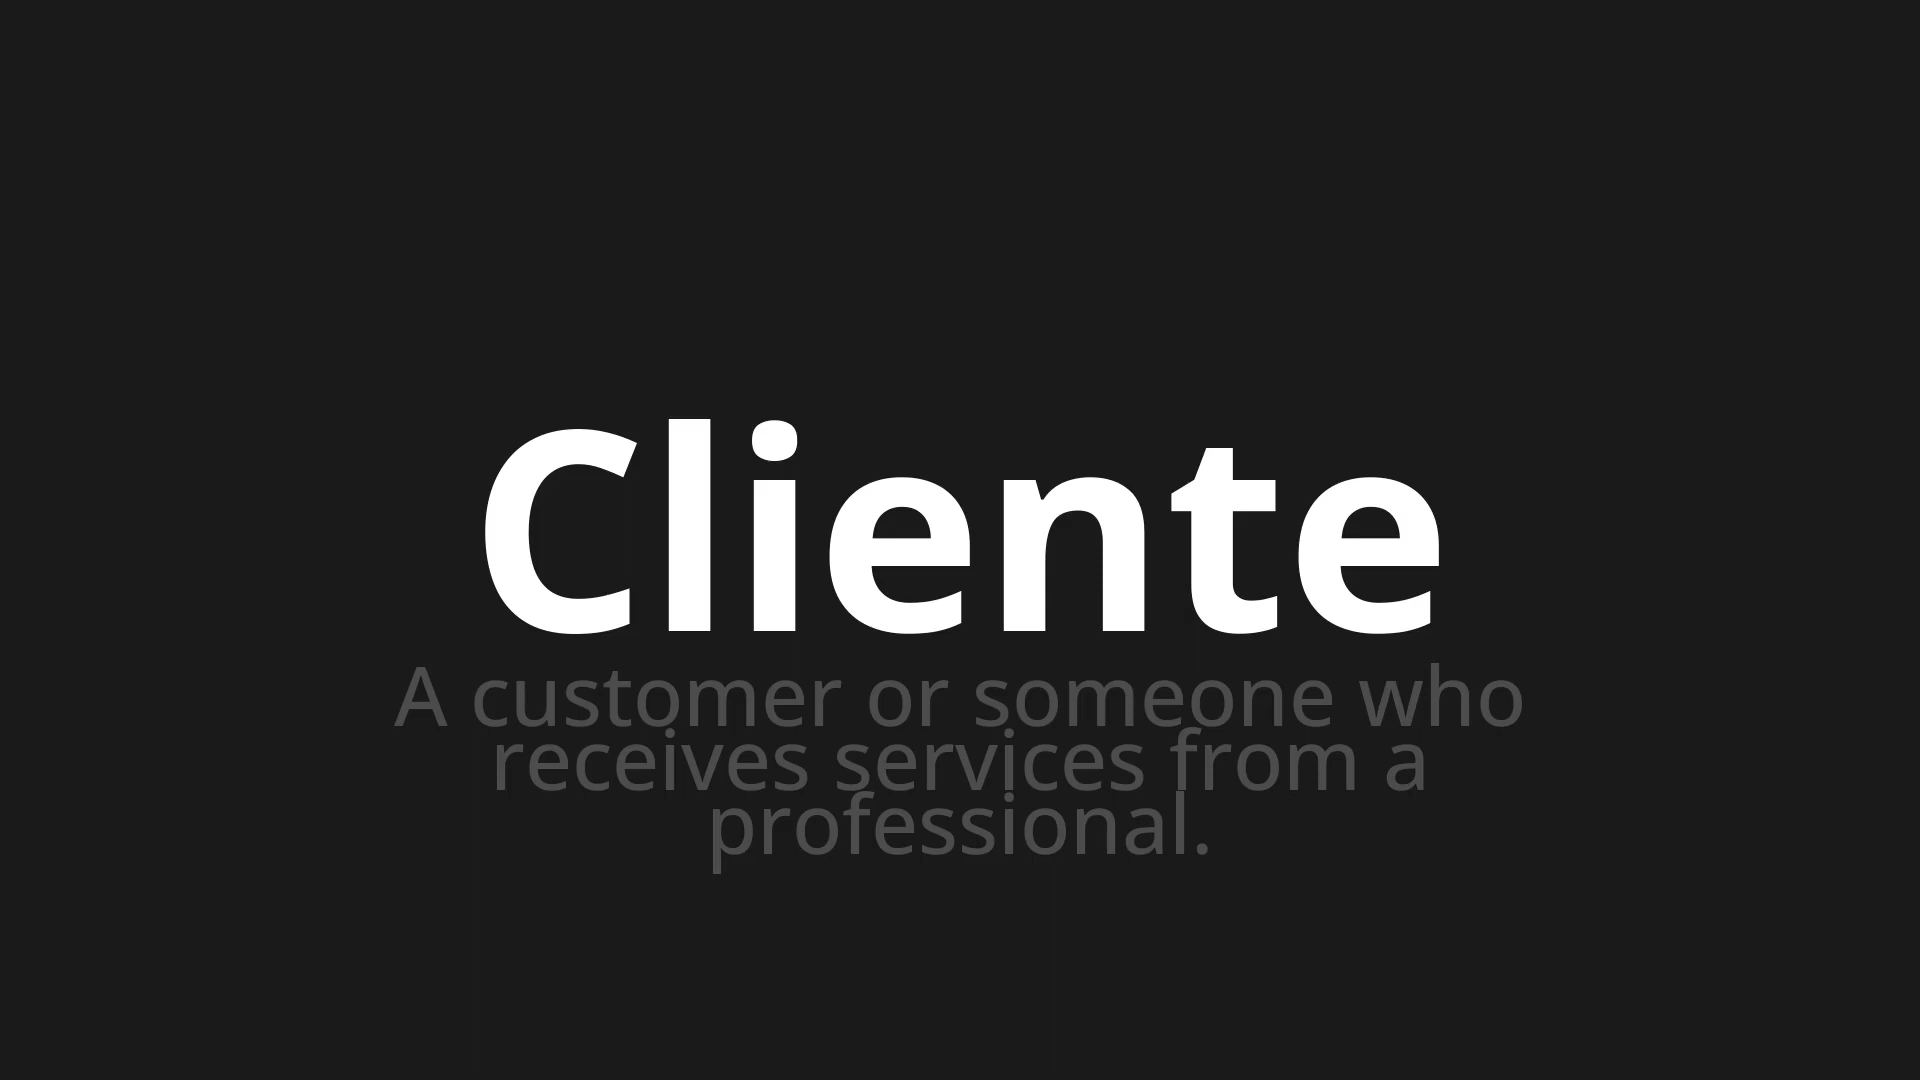 Cliente
A customer or someone who
receives services from a
professional.